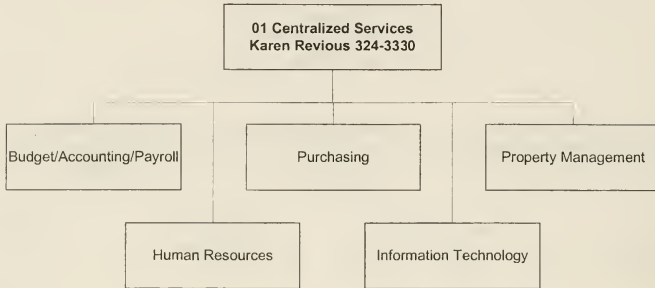 01 Centralized Services
Karen Revious 324-3330
Budget/Accounting/Payroll
Purchasing
Property Management
Human Resources
Information Technology